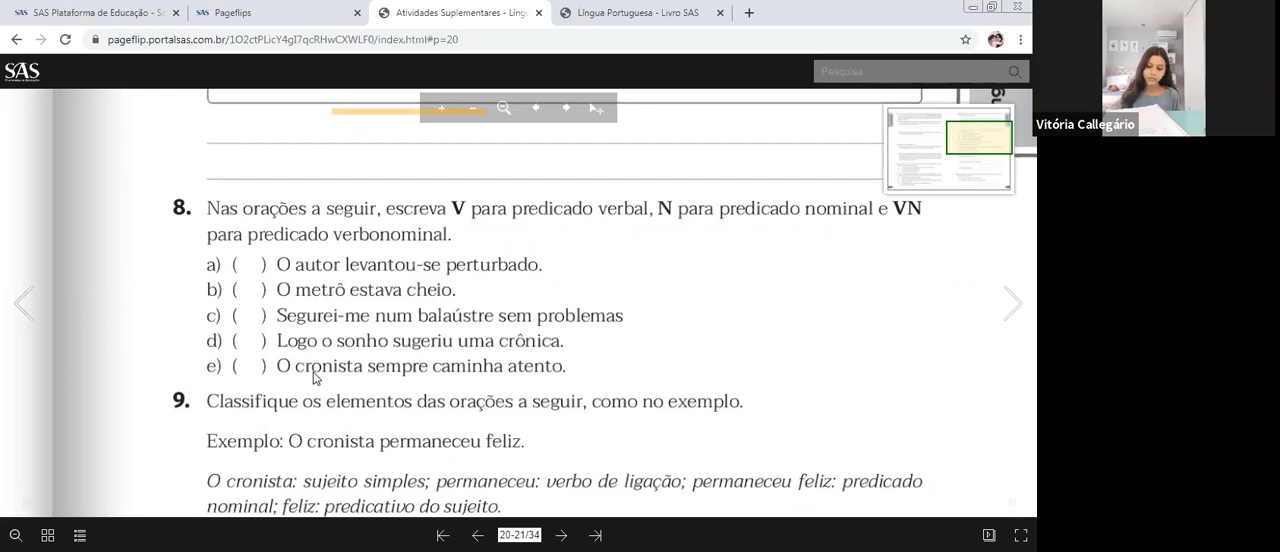 SAS Plataforma de Educação - S
Pageflips
Atividades Suplementares - Líng
Língua Portuguesa - Livro SAS
pageflip.portalsas.com.br/1O2ctPLicY4qI7qcRHwCXWLF0/index.html#p=20
SAS
Pesquisa
Vitória Callegário
8. Nas orações a seguir, escreva V para predicado verbal, N para predicado nominal e VN
para predicado verbonominal.
a) ( ) O autor levantou-se perturbado.
b) ( ) O metrô estava cheio.
c) ( ) Segurei-me num balaústre sem problemas
d) ( ) Logo o sonho sugeriu uma crônica.
e) ( ) O cronista sempre caminha atento.
9. Classifique os elementos das orações a seguir, como no exemplo.
Exemplo: O cronista permaneceu feliz.
O cronista: sujeito simples; permaneceu: verbo de ligação; permaneceu feliz: predicado
nominal; feliz: predicativo do sujeito.
20-21/34